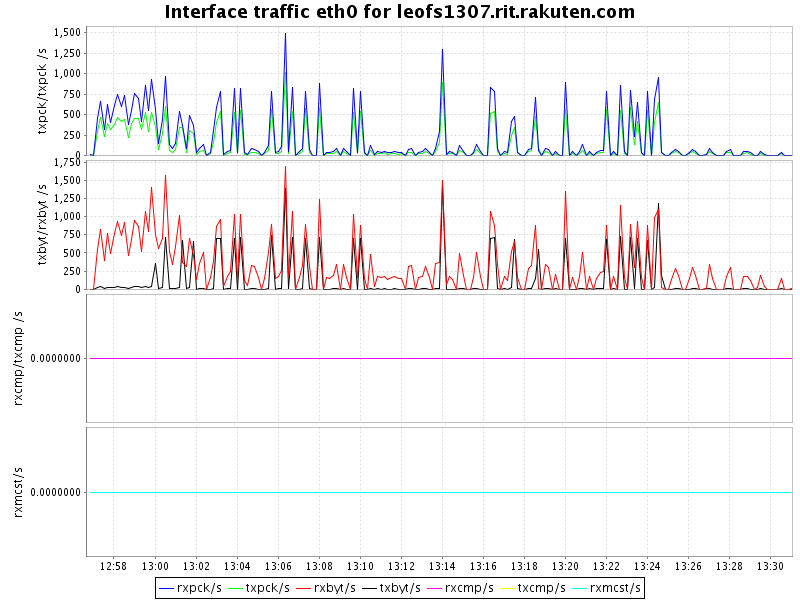 Interface traffic eth0 for leofs1307.rit.rakuten.com
txpck/txpck /s
1,500
1,250
1,000
750
500
250
0
txbyt/rxbyt /s
1,750
1,500
1,250
1,000
750
500
250
0
rxcmp/txcmp /s
0.0000000
rxmcst/s
0.0000000
12:58 13:00 13:02 13:04 13:06 13:08 13:10 13:12 13:14 13:16 13:18 13:20 13:22 13:24 13:26 13:28 13:30
rxpck/s txpck/s rxbyt/s txbyt/s rxcmp/s txcmp/s rxmcst/s